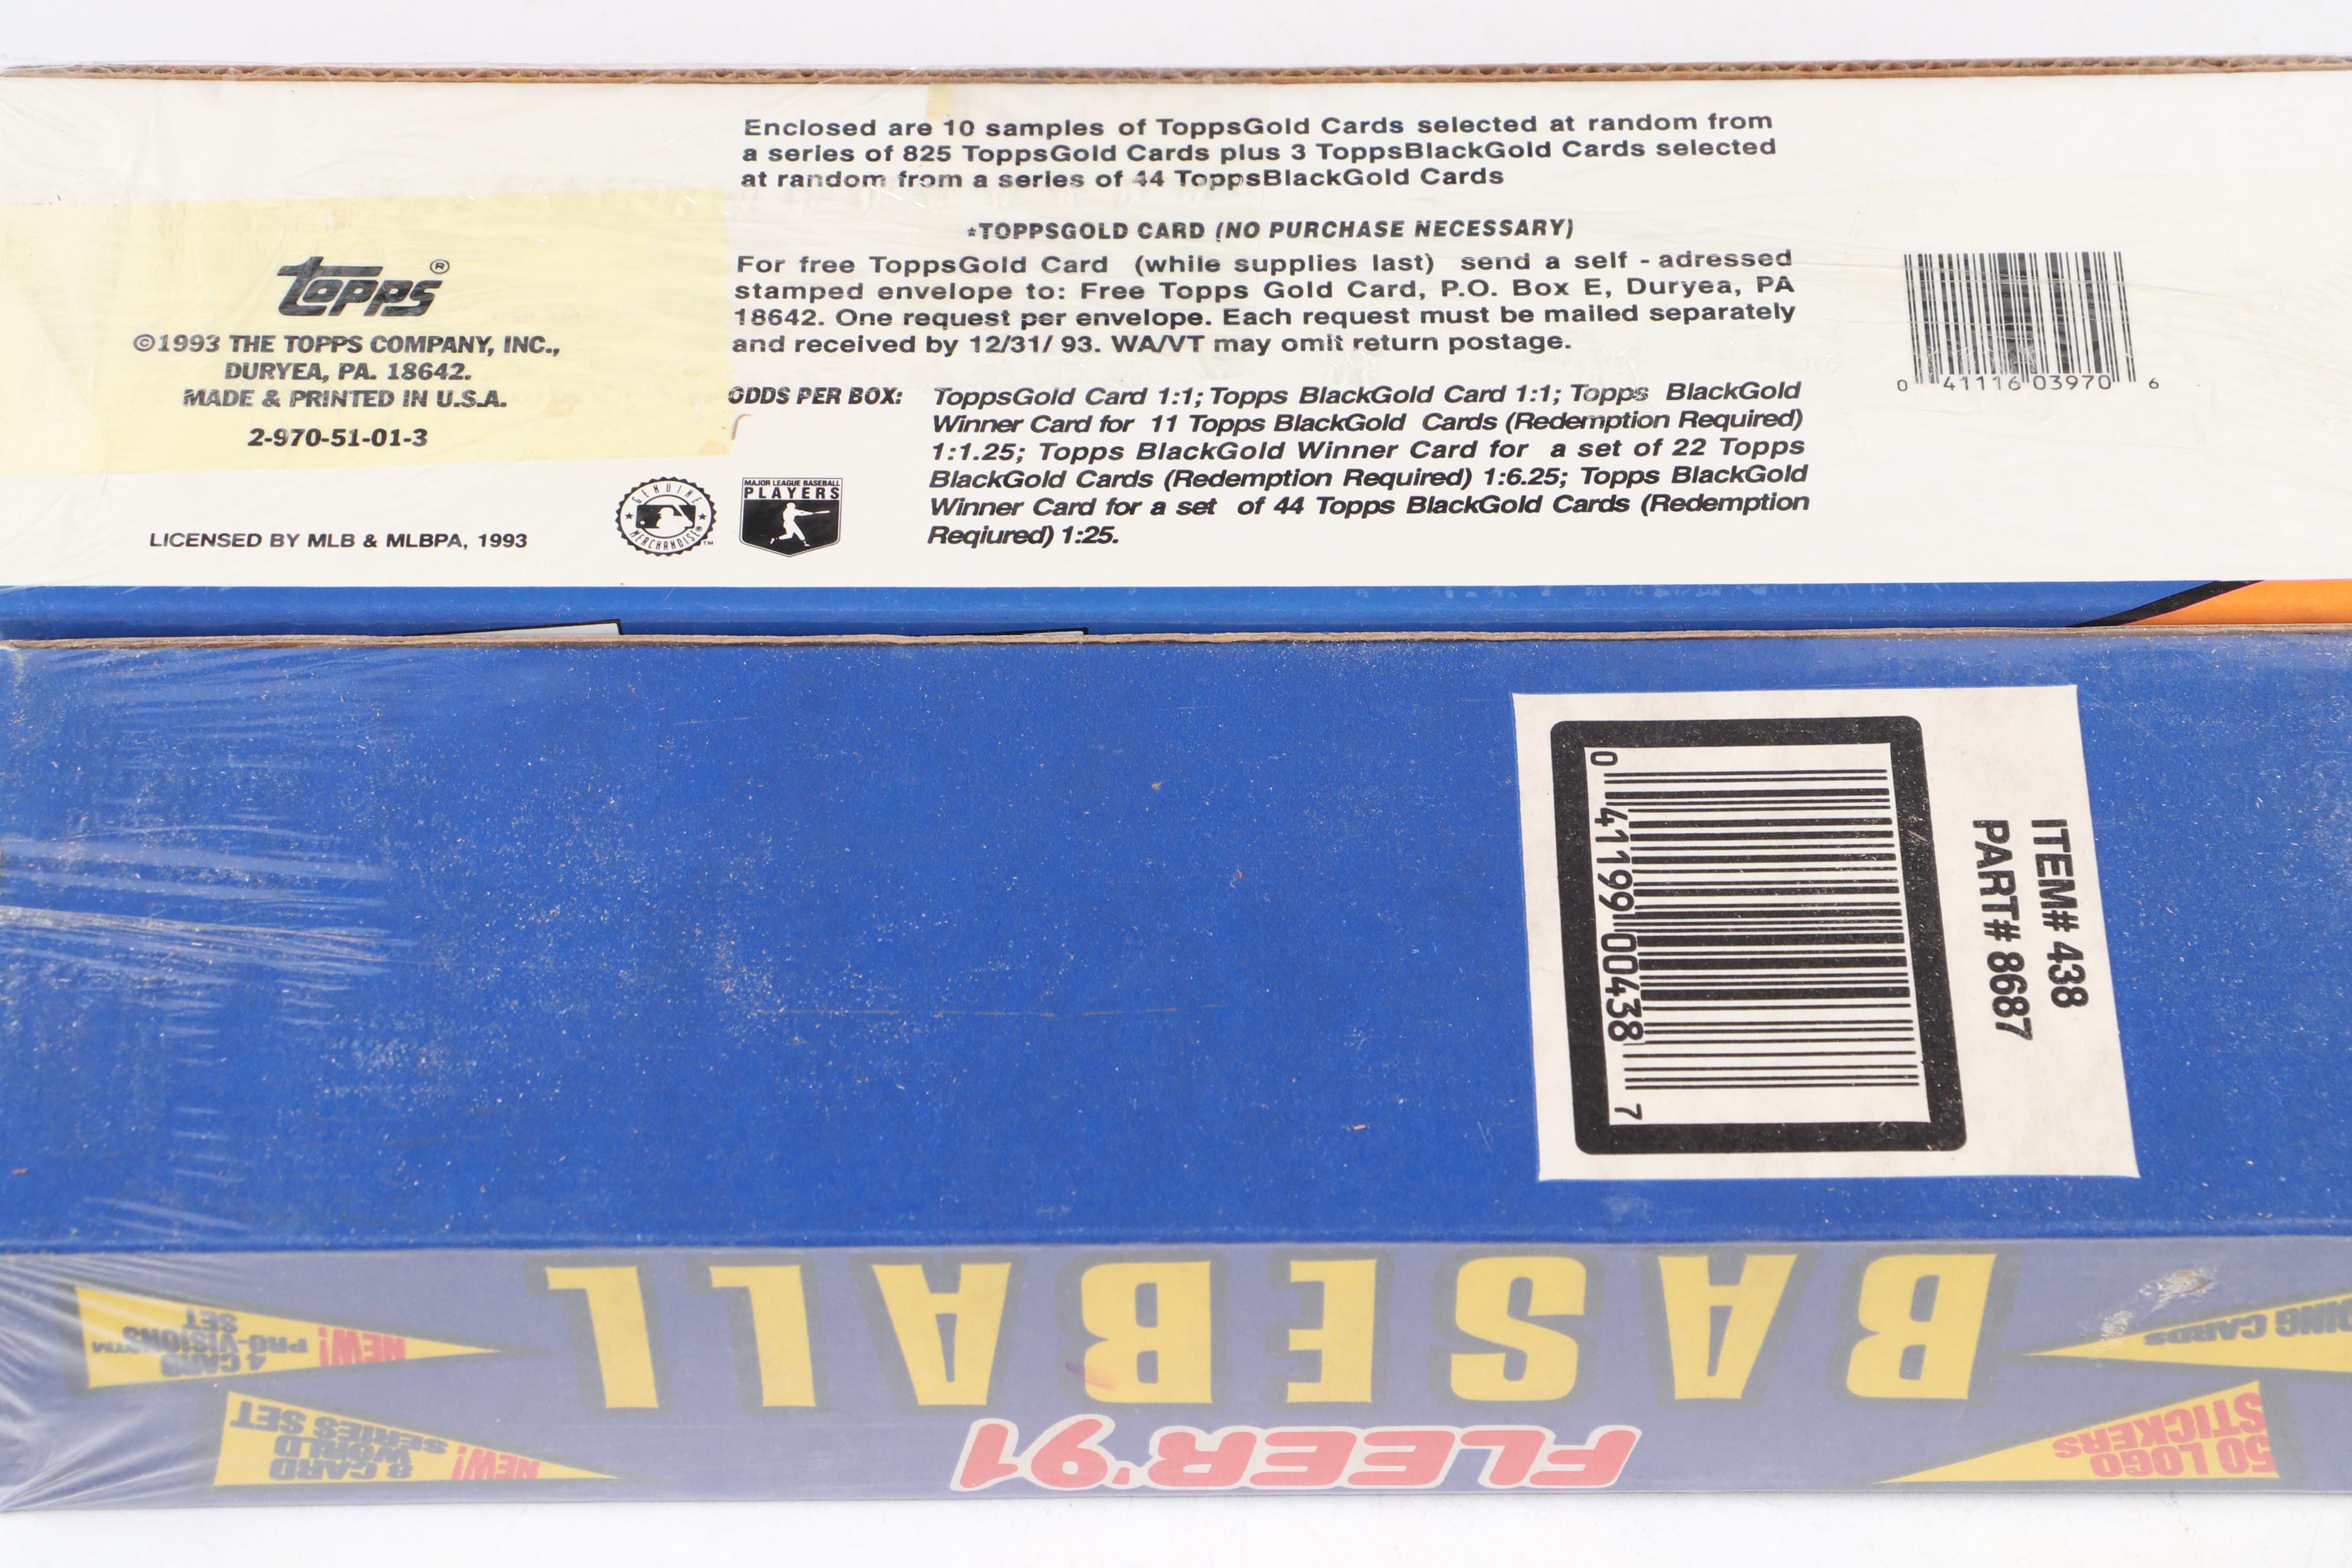 Enclosed are 10 samples of ToppsGold Cards selected at random from
a series of 825 ToppsGold Cards plus 3 ToppsBlackGold Cards selected
at random from a series of 44 ToppsBlackGold Cards
*TOPPSGOLD CARD (NO PURCHASE NECESSARY)
For free ToppsGold Card (while supplies last) send a self - adressed
stamped envelope to: Free Topps Gold Card, P.O. Box E, Duryea, PA
18642. One request per envelope. Each request must be mailed separately
and received by 12/31/ 93. WA/VT may omit return postage.
ODDS PER BOX: ToppsGold Card 1:1; Topps BlackGold Card 1:1; Topps BlackGold
Winner Card for 11 Topps BlackGold Cards (Redemption Required)
1:1.25; Topps BlackGold Winner Card for a set of 22 Topps
BlackGold Cards (Redemption Required) 1:6.25; Topps BlackGold
Winner Card for a set of 44 Topps BlackGold Cards (Redemption
Reqiured) 1:25.
Topps®
©1993 THE TOPPS COMPANY, INC.,
DURYEA, PA. 18642.
MADE & PRINTED IN U.S.A.
2-970-51-01-3
LICENSED BY MLB & MLBPA, 1993
GENUINE
MERCHANDISE®™
MAJOR LEAGUE BASEBALL
PLAYERS
0 41116 03970 6
ITEM# 438
PART# 8687
0 41199 00438 7
FLEER '91
BASEBALL
50 LOGO
STICKERS
DING CARDS
NEW!
8 CARD
WORLD
SERIES SET
NEW!
4 CARD
PRO-VISIONS™
SET